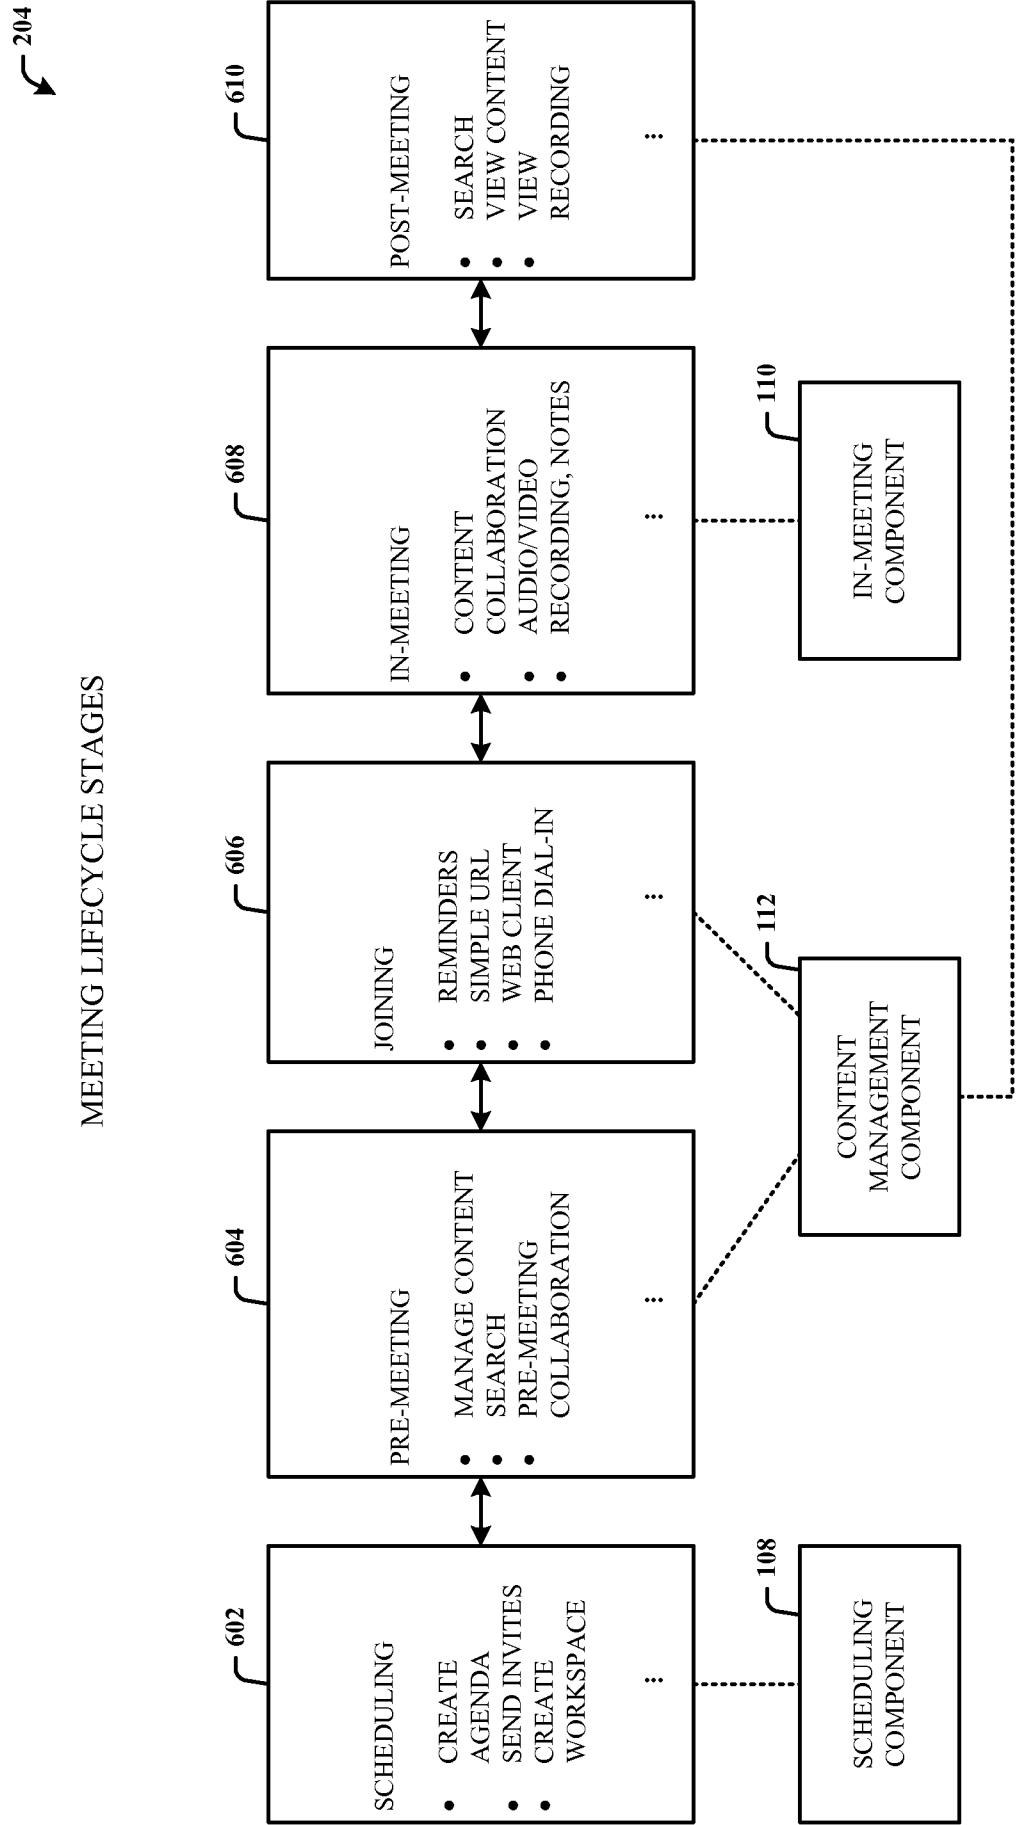 204
MEETING LIFECYCLE STAGES
602
SCHEDULING
• CREATE
AGENDA
• SEND INVITES
• CREATE
WORKSPACE
...
604
PRE-MEETING
• MANAGE CONTENT
• SEARCH
• PRE-MEETING
COLLABORATION
...
606
JOINING
• REMINDERS
• SIMPLE URL
• WEB CLIENT
• PHONE DIAL-IN
...
608
IN-MEETING
• CONTENT
COLLABORATION
• AUDIO/VIDEO
• RECORDING, NOTES
...
610
POST-MEETING
• SEARCH
• VIEW CONTENT
• VIEW
RECORDING
...
108
SCHEDULING
COMPONENT
112
CONTENT
MANAGEMENT
COMPONENT
110
IN-MEETING
COMPONENT